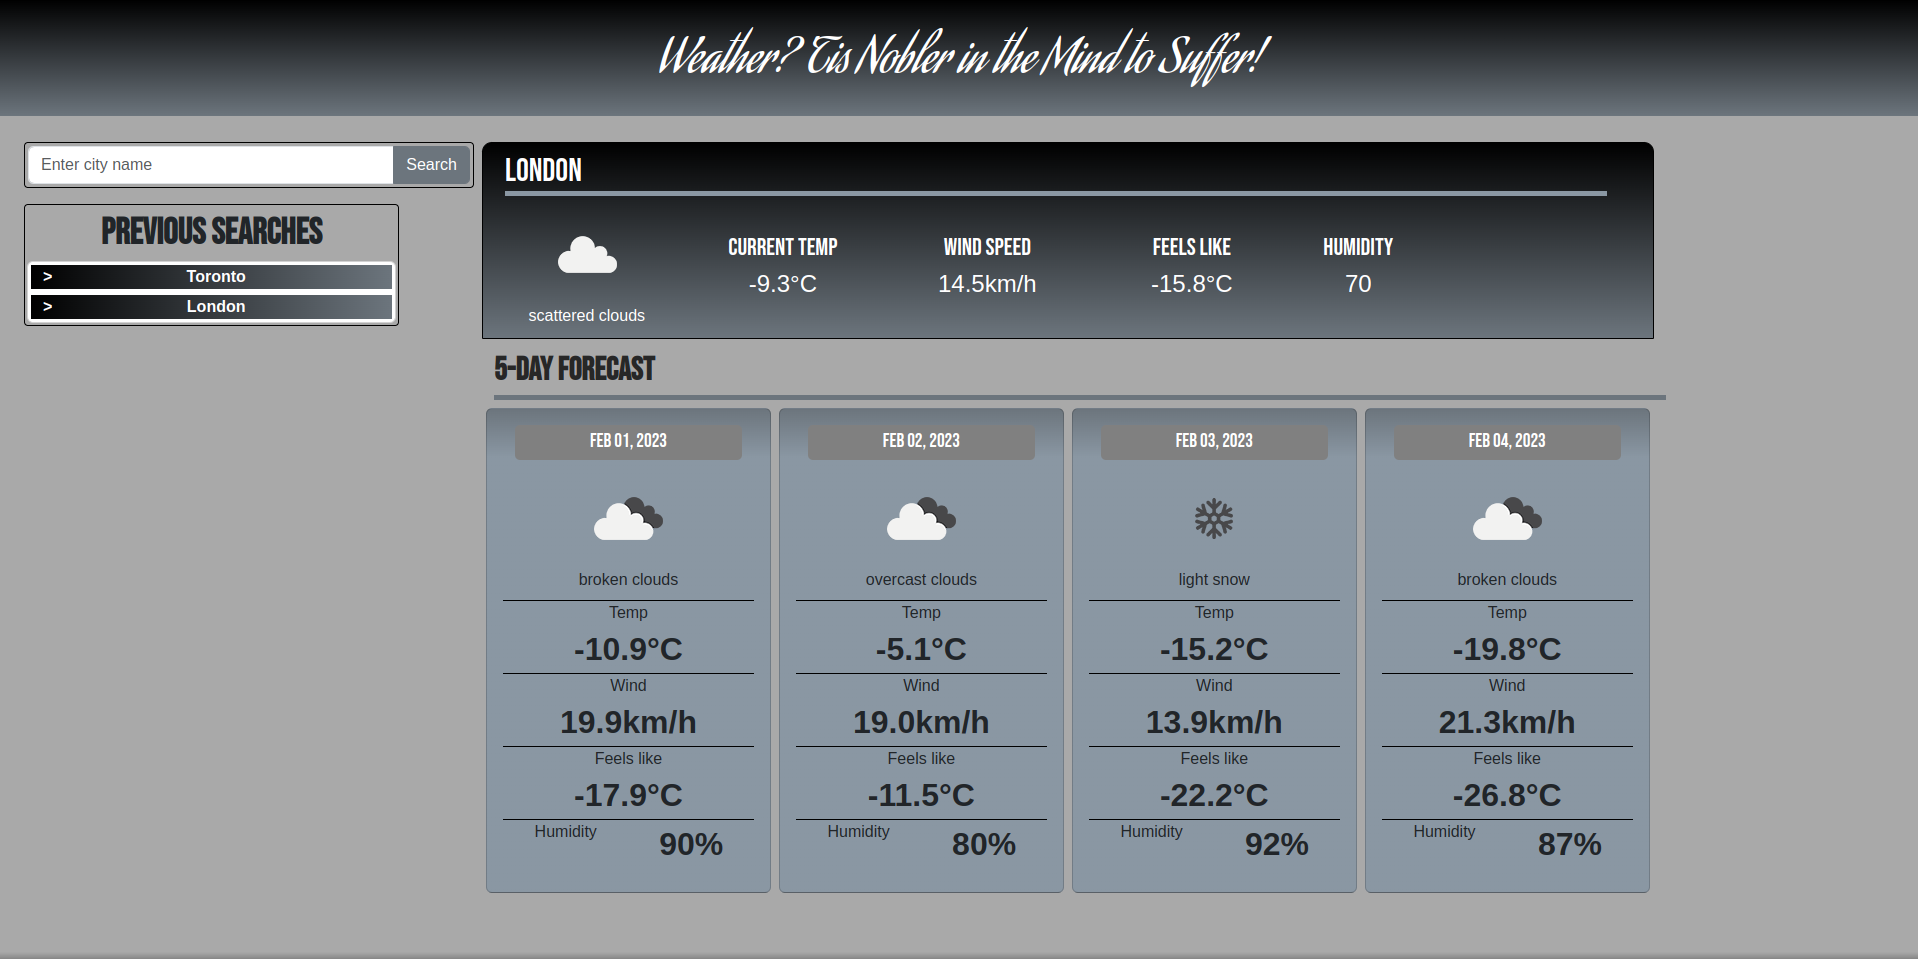 Weather? Tis Nobler in the Mind to Suffer!
Enter city name
Search
PREVIOUS SEARCHES
> Toronto
> London
LONDON
CURRENT TEMP WIND SPEED FEELS LIKE HUMIDITY
-9.3°C 14.5km/h -15.8°C 70
scattered clouds
5-DAY FORECAST
FEB 01, 2023
broken clouds
Temp
-10.9°C
Wind
19.9km/h
Feels like
-17.9°C
Humidity 90%
FEB 02, 2023
overcast clouds
Temp
-5.1°C
Wind
19.0km/h
Feels like
-11.5°C
Humidity 80%
FEB 03, 2023
light snow
Temp
-15.2°C
Wind
13.9km/h
Feels like
-22.2°C
Humidity 92%
FEB 04, 2023
broken clouds
Temp
-19.8°C
Wind
21.3km/h
Feels like
-26.8°C
Humidity 87%